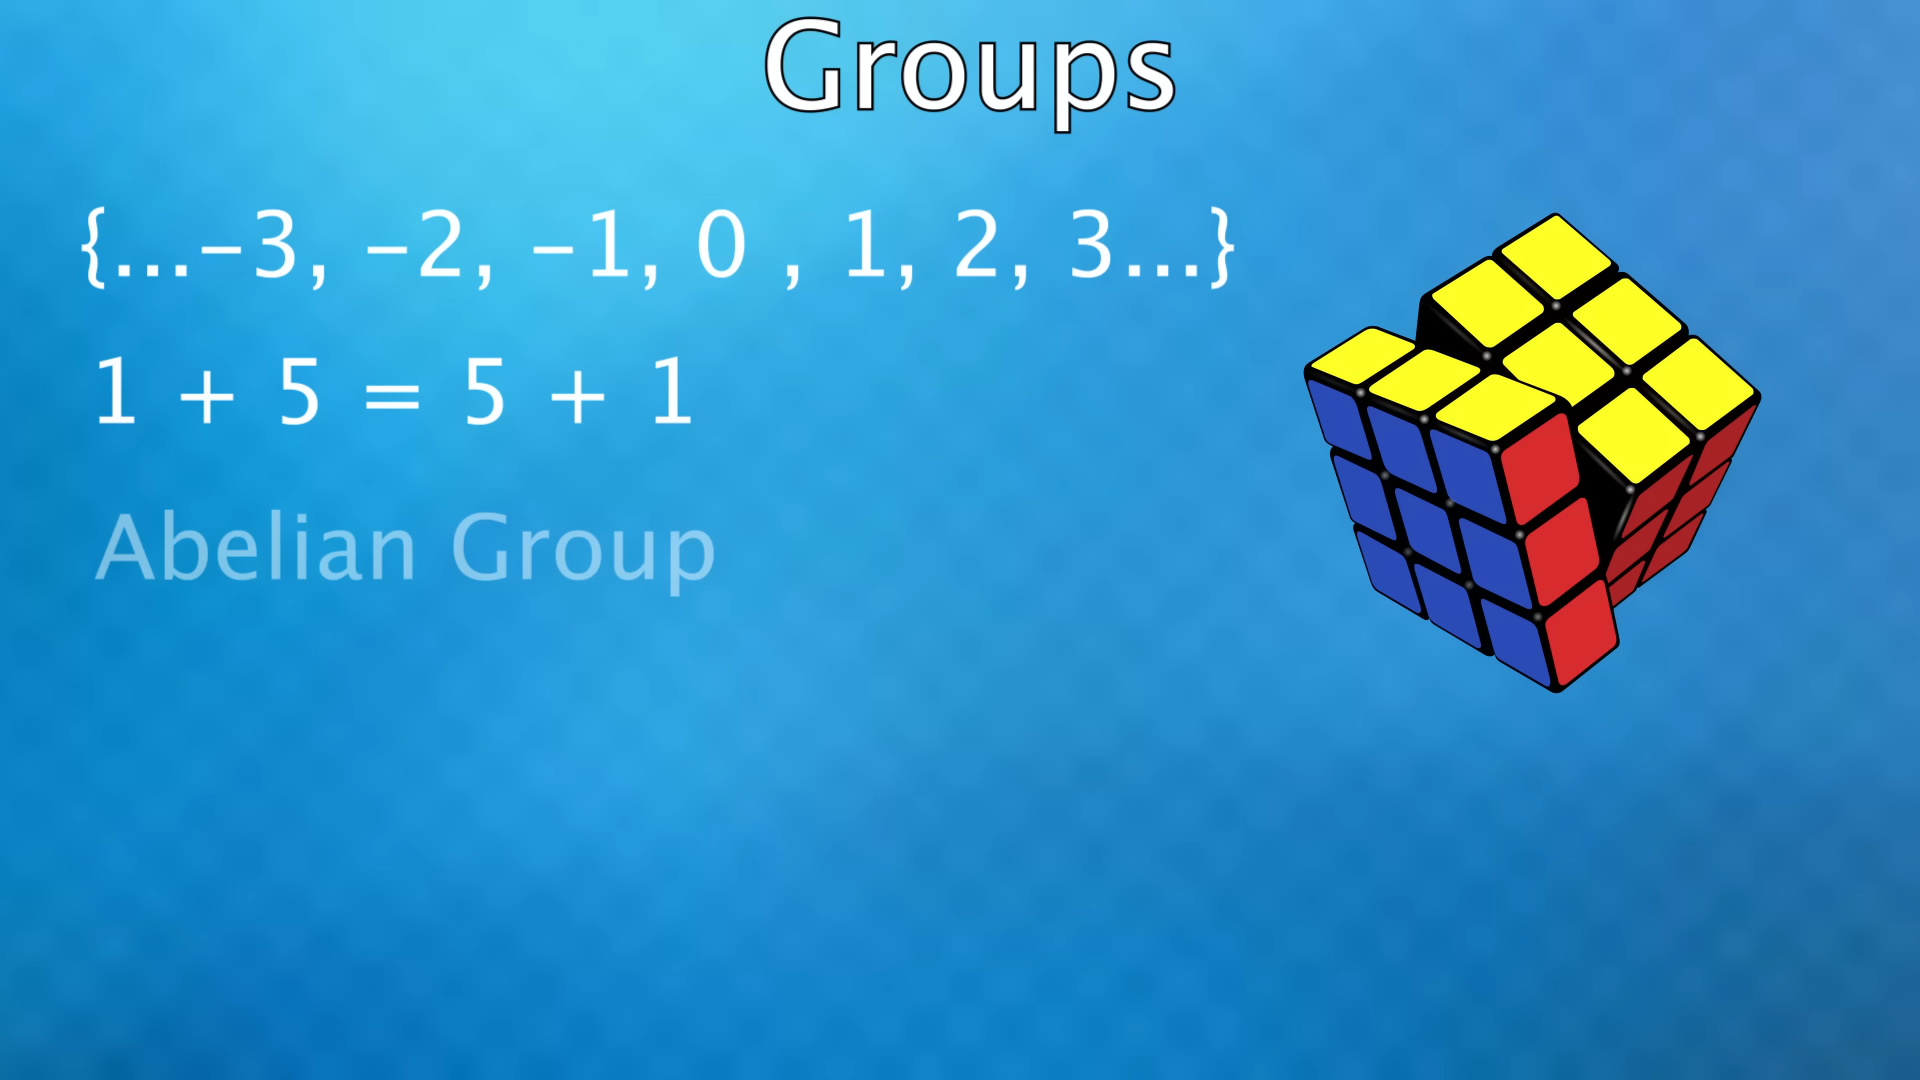 Groups
{...-3, -2, -1, 0 , 1, 2, 3...}
1 + 5 = 5 + 1
Abelian Group